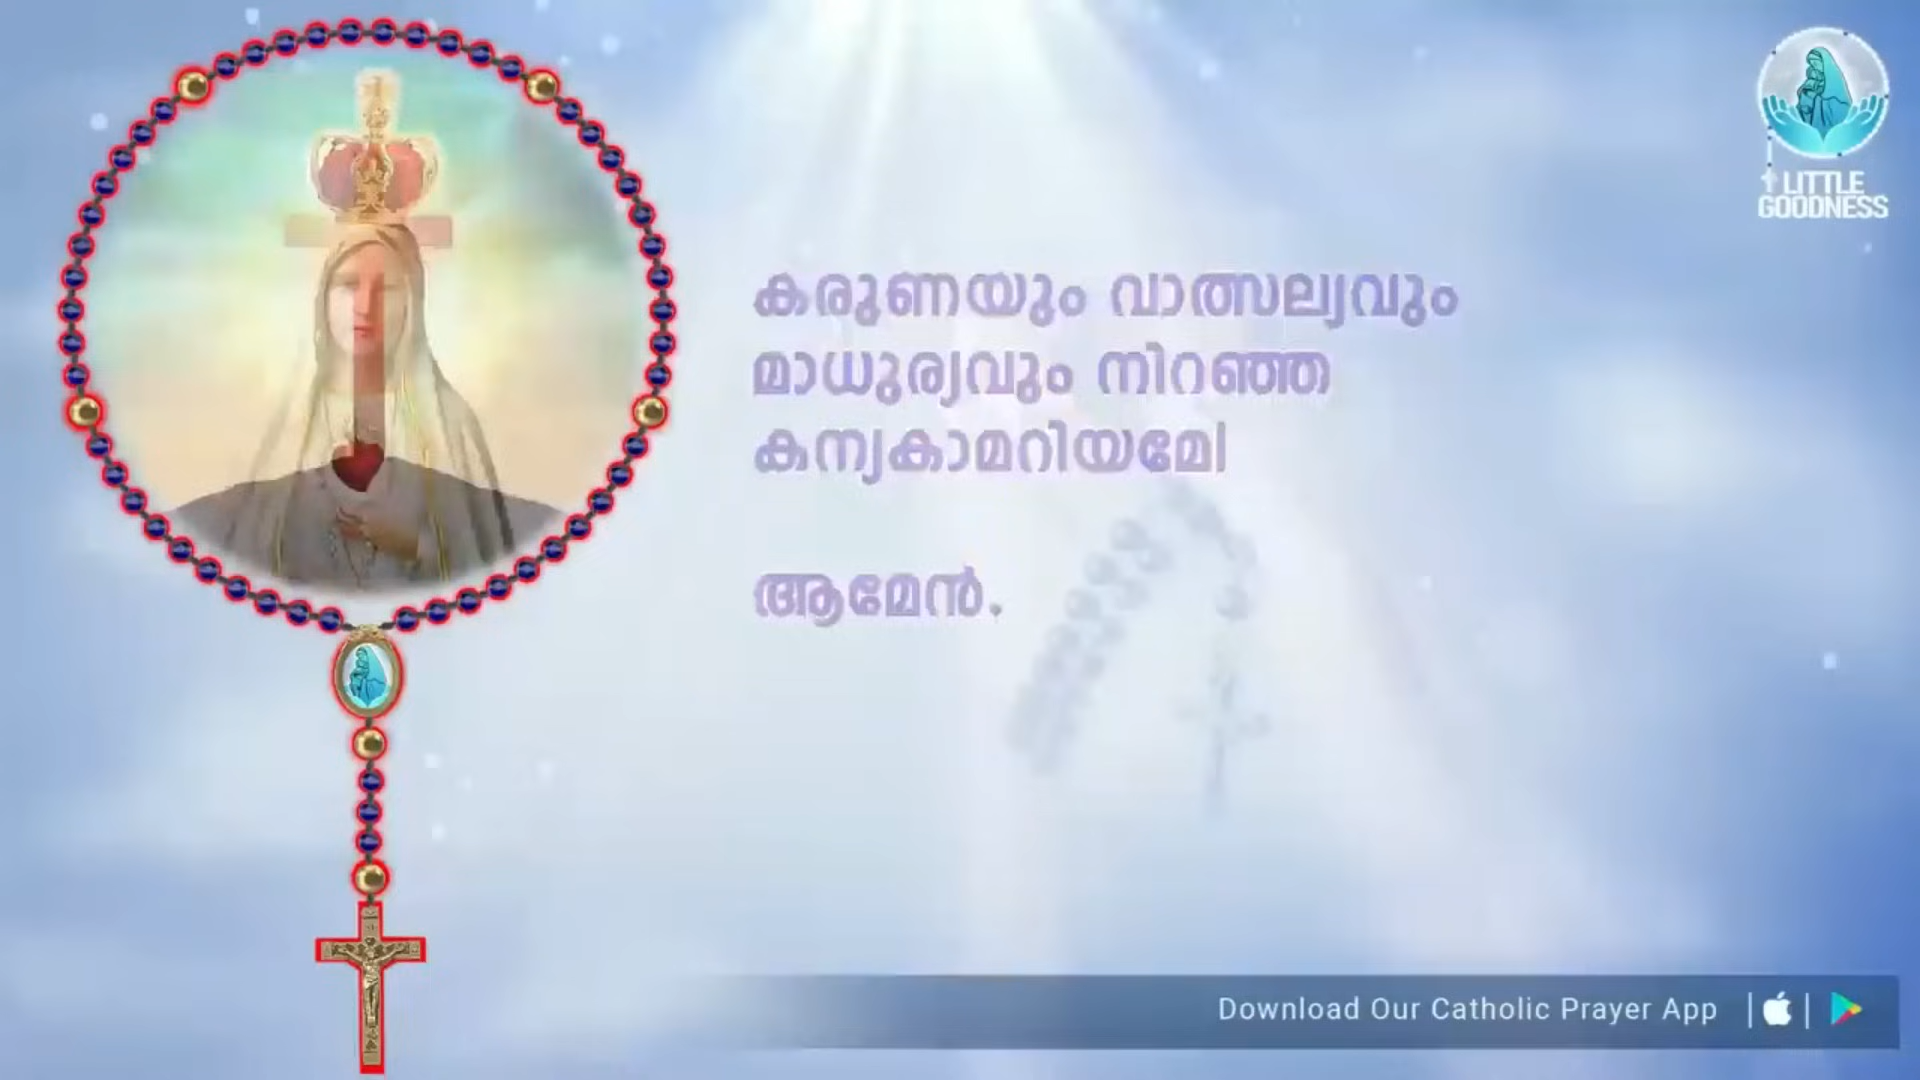 LITTLE
GOODNESS
കരുണയും വാത്സല്യവും
മാധുര്യവും നിറഞ്ഞ
കന്യകാമറിയമേ!
ആമേൻ.
Download Our Catholic Prayer App